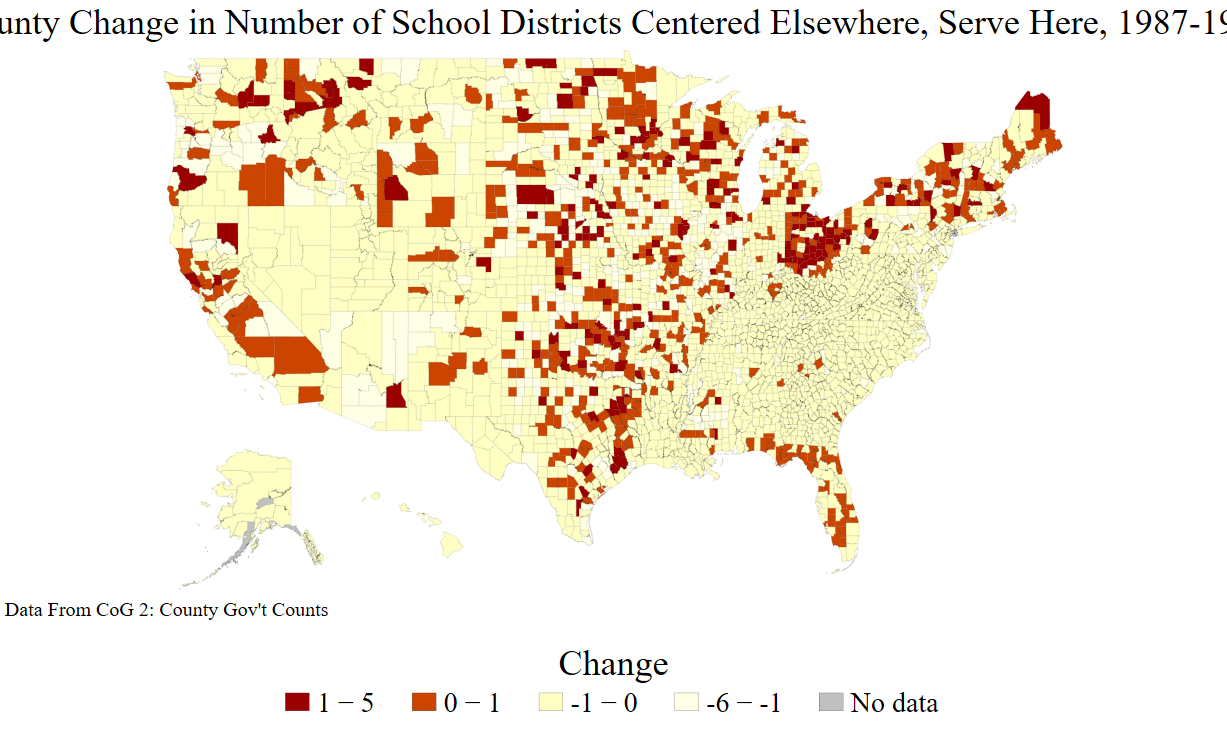 unty Change in Number of School Districts Centered Elsewhere, Serve Here, 1987-19
Data From CoG 2: County Gov't Counts
Change
1 − 5
0 − 1
-1 − 0
-6 − -1
No data